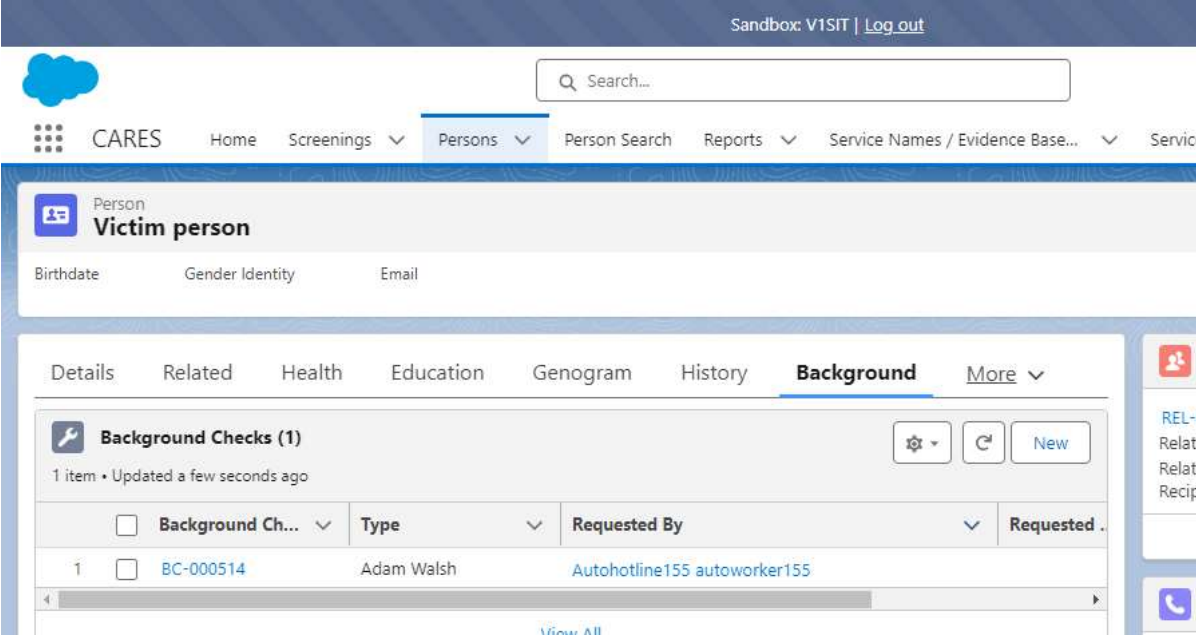 Sandbox: V1SIT | Log out
Search...
CARES Home Screenings Persons Person Search Reports Service Names / Evidence Base... Servic
Person
Victim person
Birthdate Gender Identity Email
Details Related Health Education Genogram History Background More
Background Checks (1)
New
1 item • Updated a few seconds ago
REL-
Relat
Relat
Recip
Background Ch... Type Requested By Requested ..
1 BC-000514 Adam Walsh Autohotline155 autoworker155
View All